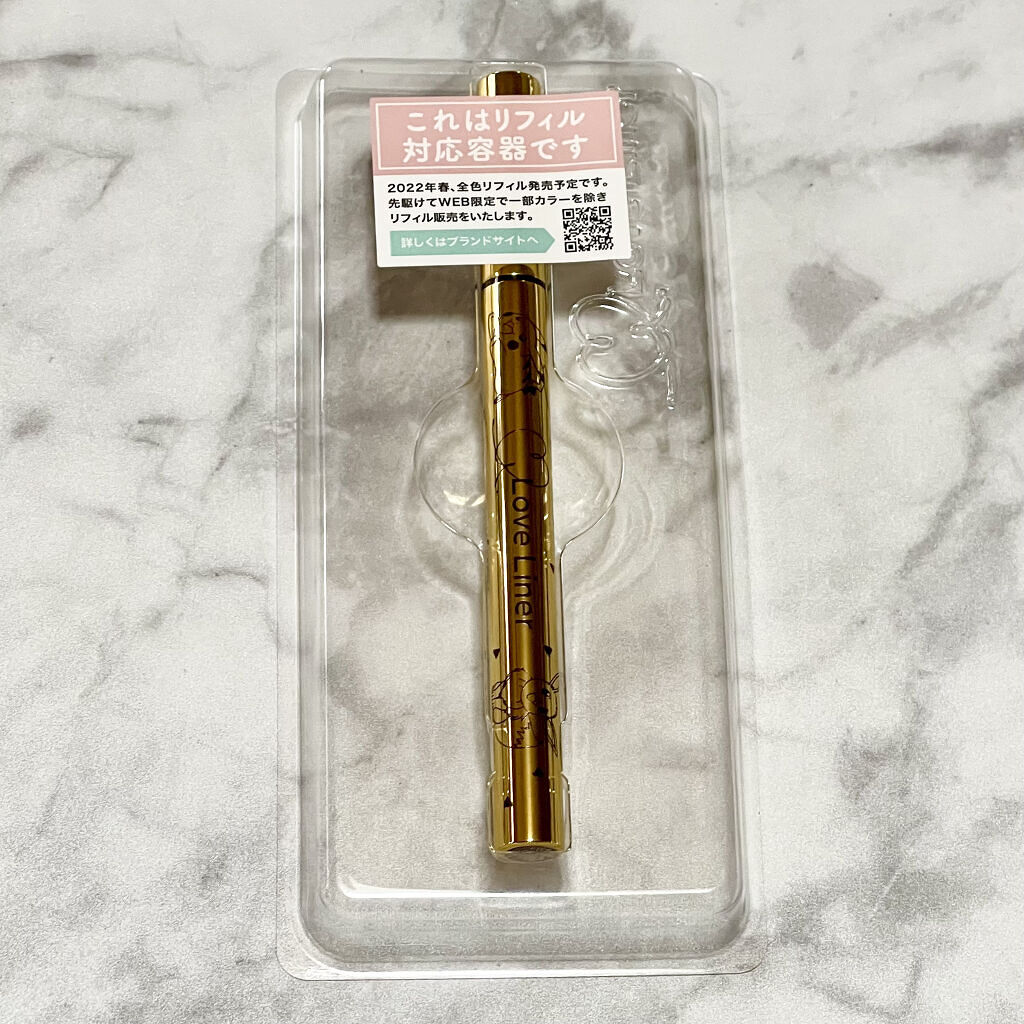 これはリフィル
対応容器です
2022年春、全色リフィル発売予定です。
先駆けてWEB限定で一部カラーを除き
リフィル販売をいたします。
詳しくはブランドサイトへ
Love Liner